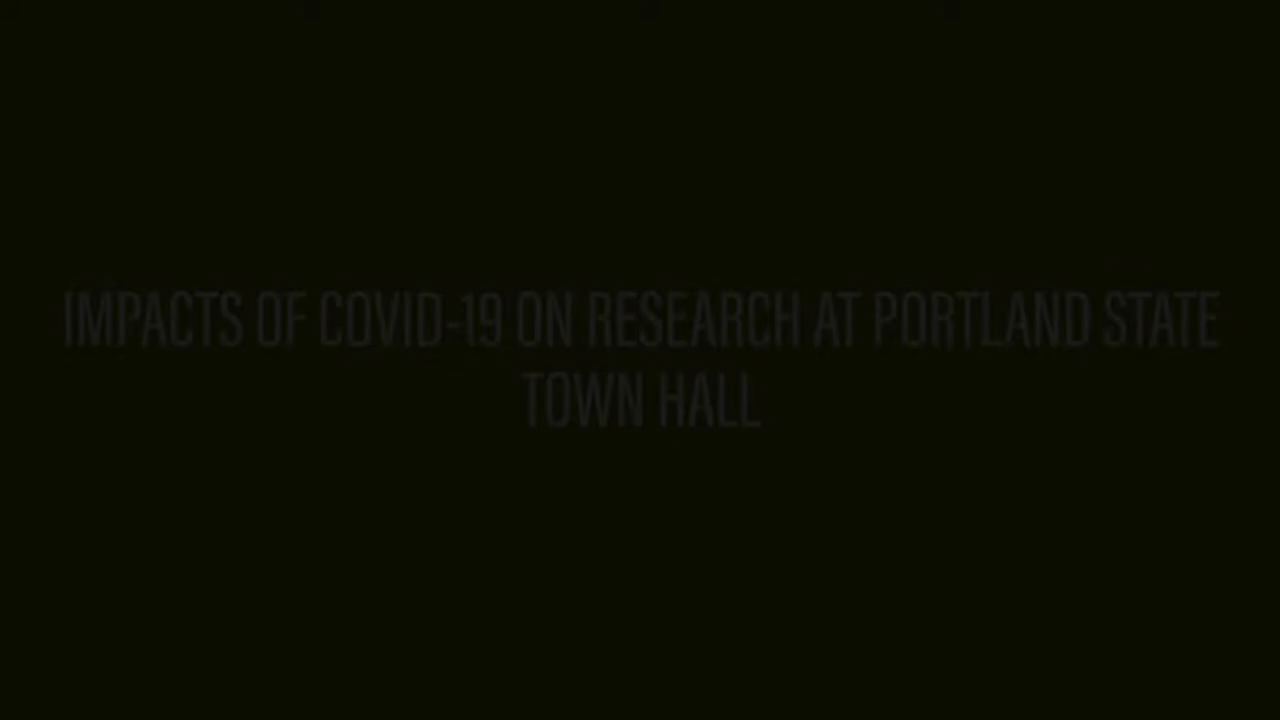 IMPACTS OF COVID-19 ON RESEARCH AT PORTLAND STATE
TOWN HALL